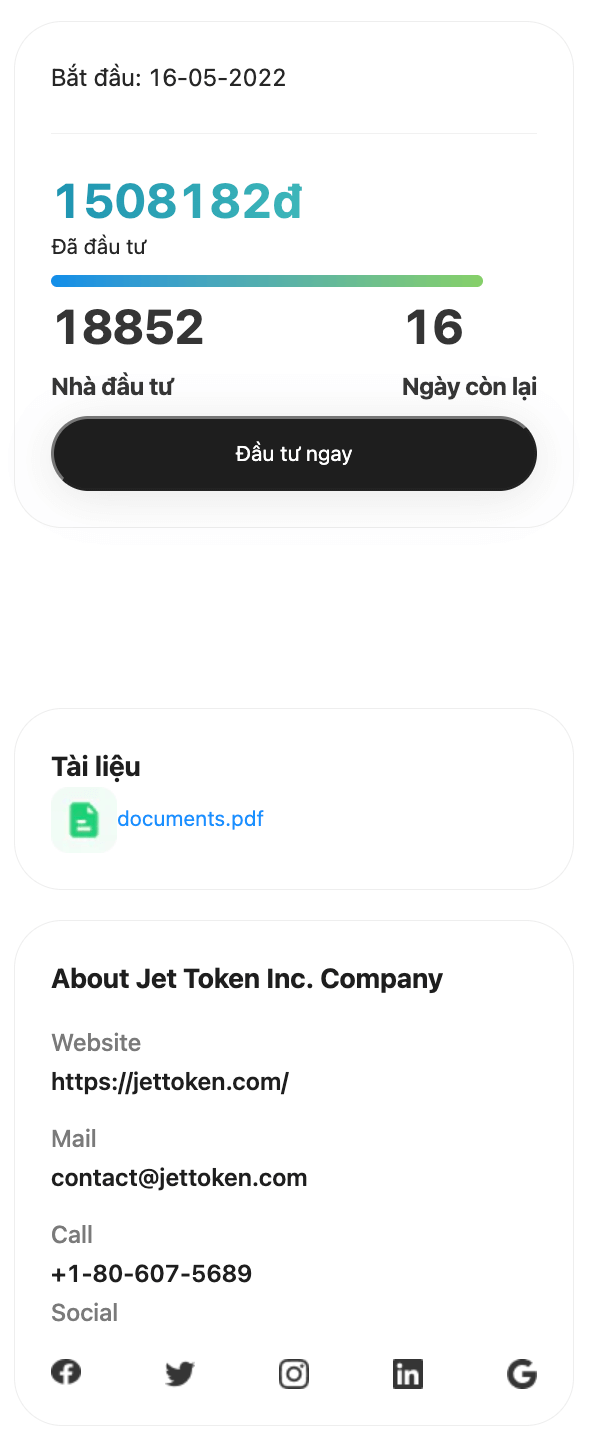 Bắt đầu: 16-05-2022
1508182đ
Đã đầu tư
18852 16
Nhà đầu tư Ngày còn lại
Đầu tư ngay
Tài liệu
documents.pdf
About Jet Token Inc. Company
Website
https://jettoken.com/
Mail
contact@jettoken.com
Call
+1-80-607-5689
Social